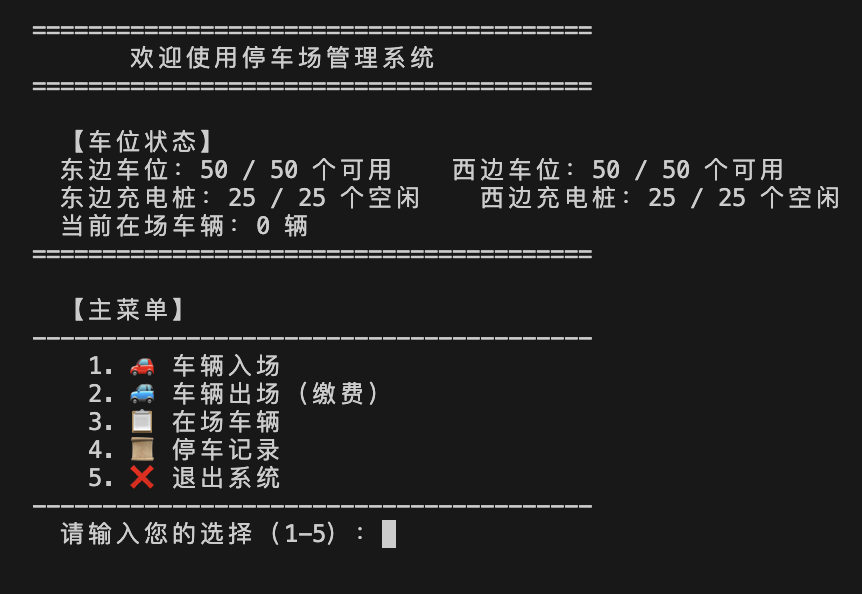 ========================================
欢迎使用停车场管理系统
========================================
【车位状态】
东边车位: 50 / 50 个可用    西边车位: 50 / 50 个可用
东边充电桩: 25 / 25 个空闲    西边充电桩: 25 / 25 个空闲
当前在场车辆: 0 辆
========================================
【主菜单】
----------------------------------------
1. 🚗 车辆入场
2. 🚙 车辆出场（缴费）
3. 📋 在场车辆
4. 📜 停车记录
5. ❌ 退出系统
----------------------------------------
请输入您的选择（1-5）: